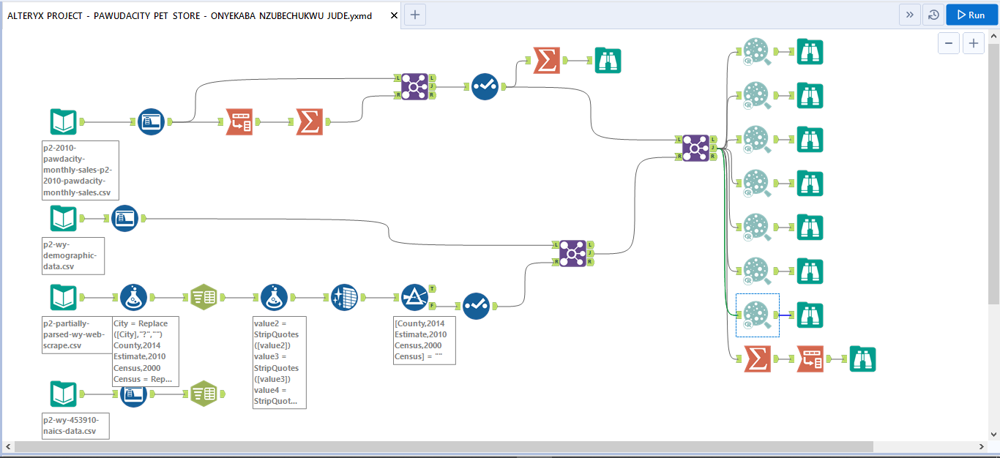 ALTERYX PROJECT - PAWUDACITY PET STORE - ONYEKABA NZUBECHUKWU JUDE.yxmd
Run
L
R
L
J
R
p2-2010-
pawdacity-
monthly-sales-p2-
2010-pawdacity-
monthly-sales.csv
L
R
L
J
R
p2-wy-
demographic-
data.csv
L
R
L
J
R
T
F
p2-partially-
parsed-wy-web-
scrape.csv
City = Replace
([City],"?","")
County,2014
Estimate,2010
Census,2000
Census = Rep...
value2 =
StripQuotes
([value2])
value3 =
StripQuotes
([value3])
value4 =
StripQuot...
[County,2014
Estimate,2010
Census,2000
Census] = ""
p2-wy-453910-
naics-data.csv
R
R
R
R
R
R
R